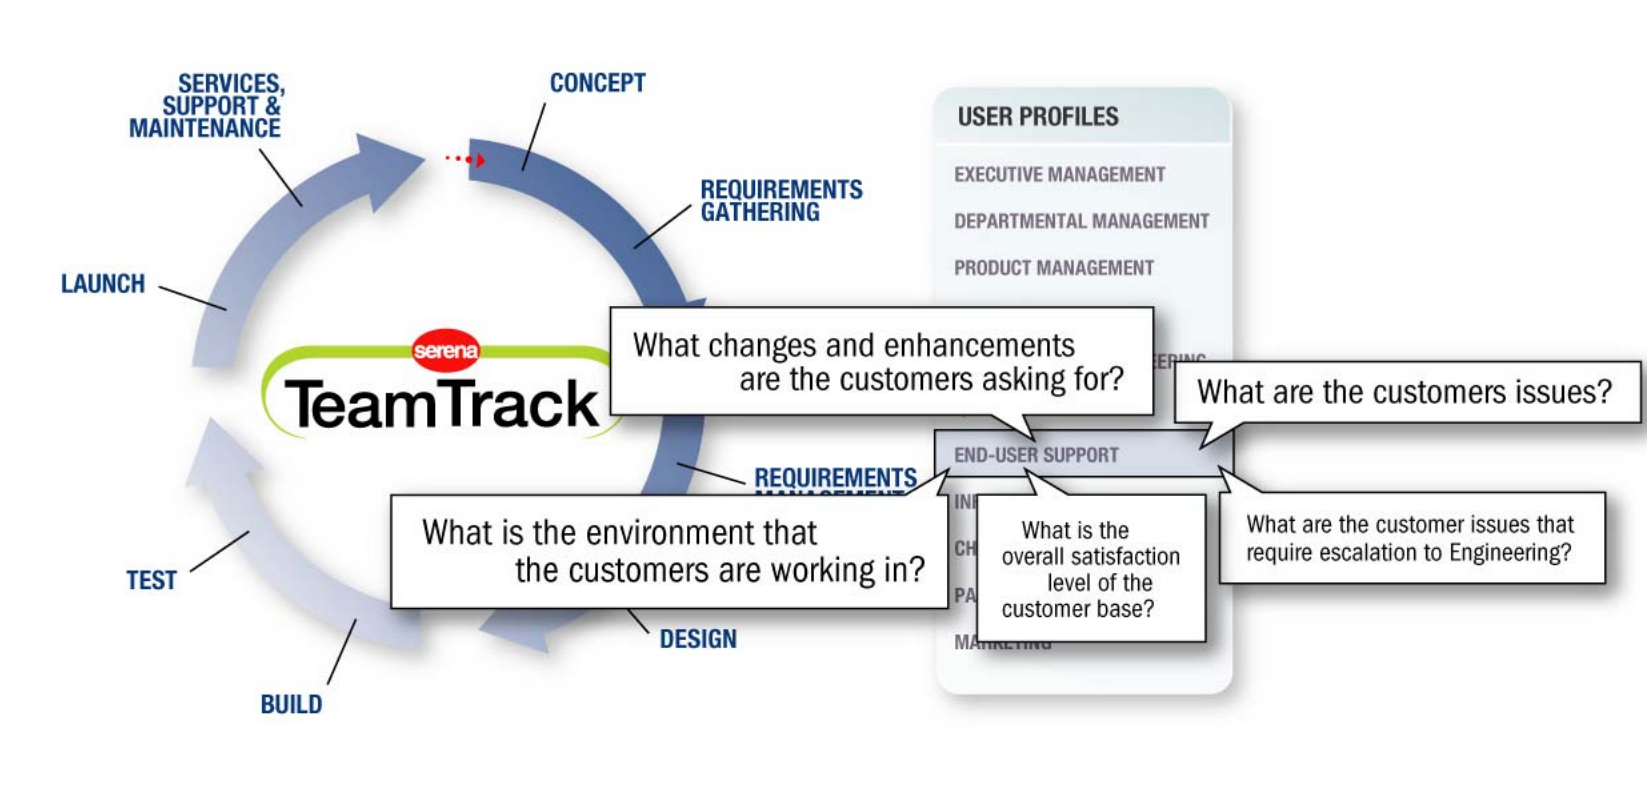 SERVICES,
SUPPORT &
MAINTENANCE
CONCEPT
REQUIREMENTS
GATHERING
LAUNCH
serena
TeamTrack
REQUIREMENTS
TEST
DESIGN
BUILD
USER PROFILES
EXECUTIVE MANAGEMENT
DEPARTMENTAL MANAGEMENT
PRODUCT MANAGEMENT
What changes and enhancements
are the customers asking for?
What are the customers issues?
END-USER SUPPORT
What is the environment that
the customers are working in?
What is the
overall satisfaction
level of the
customer base?
What are the customer issues that
require escalation to Engineering?
MARKETING